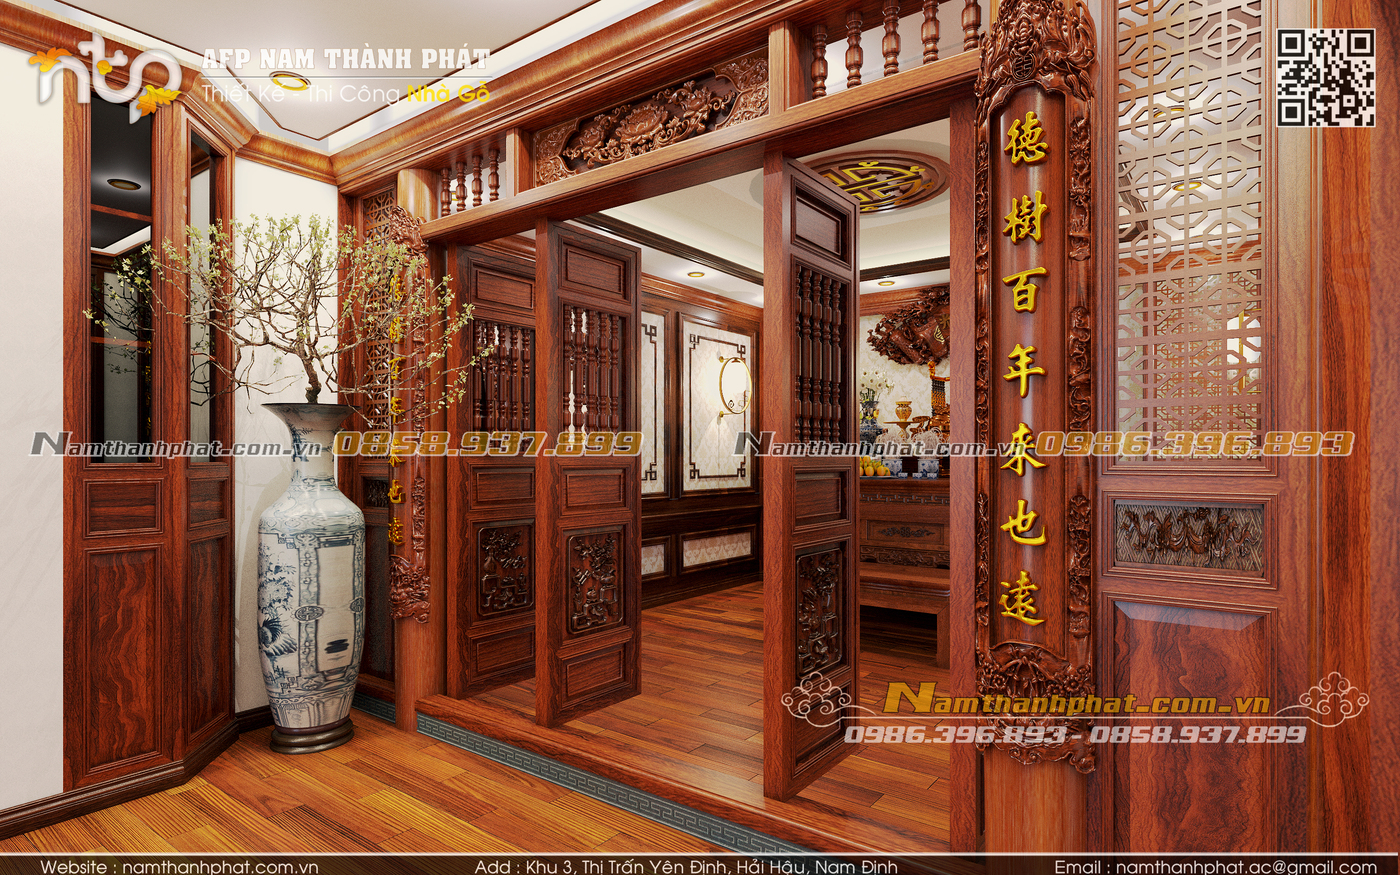 AFP NAM THÀNH PHÁT
Thiết Kế - Thi Công Nhà Gỗ
德樹百年来也遠
Namthanhphat.com.vn 0858.937.899
Namthanhphat.com.vn 0986.396.893
Namthanhphat.com.vn
0986.396.893 - 0858.937.899
Website : namthanhphat.com.vn
Add : Khu 3, Thị Trấn Yên Định, Hải Hậu, Nam Định
Email : namthanhphat.ac@gmail.com